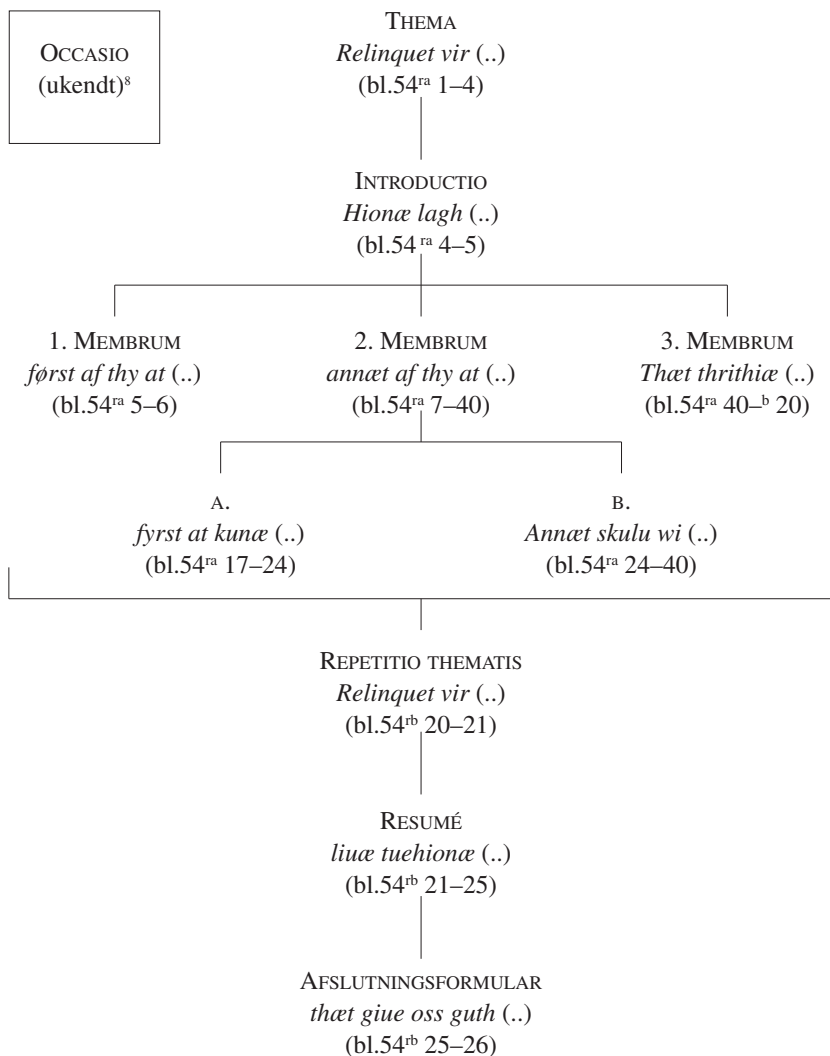 OCCASIO
(ukendt)⁸
THEMA
Relinquet vir (..)
(bl.54ʳᵃ 1–4)
INTRODUCTIO
Hionæ lagh (..)
(bl.54 ʳᵃ 4–5)
1. MEMBRUM
først af thy at (..)
(bl.54ʳᵃ 5–6)
2. MEMBRUM
annæt af thy at (..)
(bl.54ʳᵃ 7–40)
3. MEMBRUM
Thæt thrithiæ (..)
(bl.54ʳᵃ 40–ᵇ 20)
A.
fyrst at kunæ (..)
(bl.54ʳᵃ 17–24)
B.
Annæt skulu wi (..)
(bl.54ʳᵃ 24–40)
REPETITIO THEMATIS
Relinquet vir (..)
(bl.54ʳᵇ 20–21)
RESUMÉ
liuæ tuehionæ (..)
(bl.54ʳᵇ 21–25)
AFSLUTNINGSFORMULAR
thæt giue oss guth (..)
(bl.54ʳᵇ 25–26)